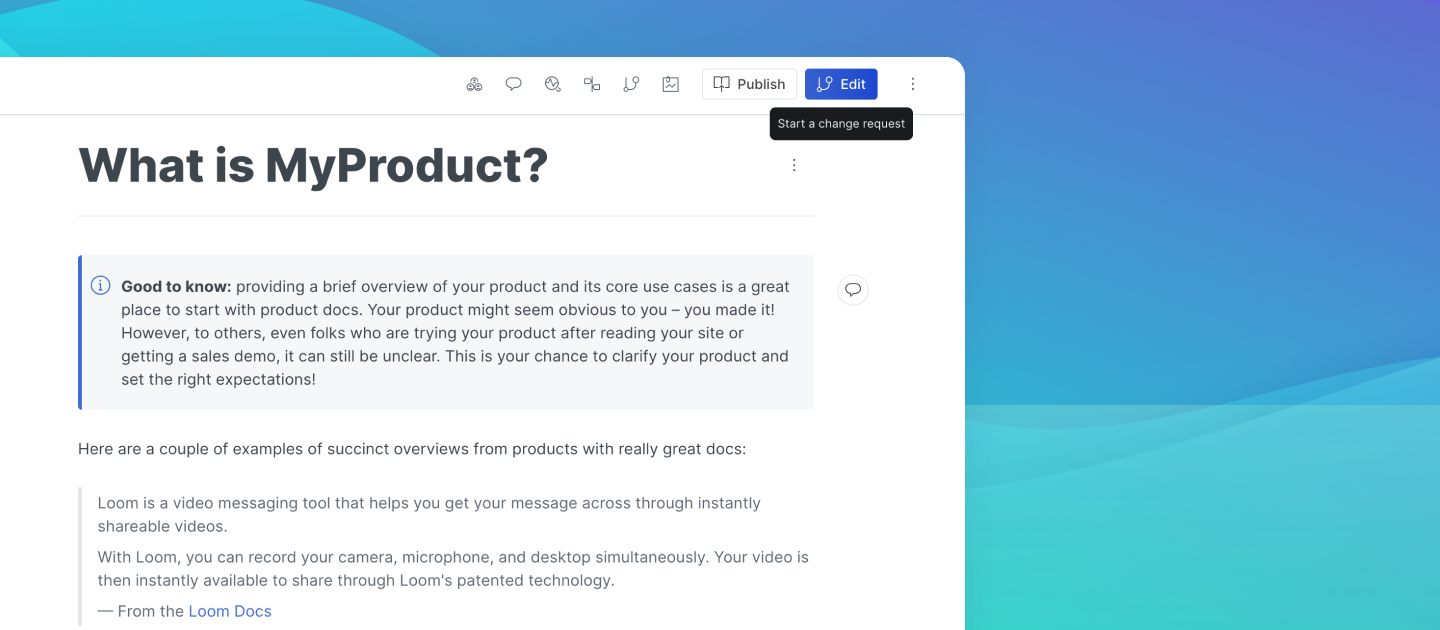 Publish
Edit
Start a change request
What is MyProduct?
Good to know: providing a brief overview of your product and its core use cases is a great
place to start with product docs. Your product might seem obvious to you – you made it!
However, to others, even folks who are trying your product after reading your site or
getting a sales demo, it can still be unclear. This is your chance to clarify your product and
set the right expectations!
Here are a couple of examples of succinct overviews from products with really great docs:
Loom is a video messaging tool that helps you get your message across through instantly
shareable videos.
With Loom, you can record your camera, microphone, and desktop simultaneously. Your video is
then instantly available to share through Loom's patented technology.
— From the Loom Docs